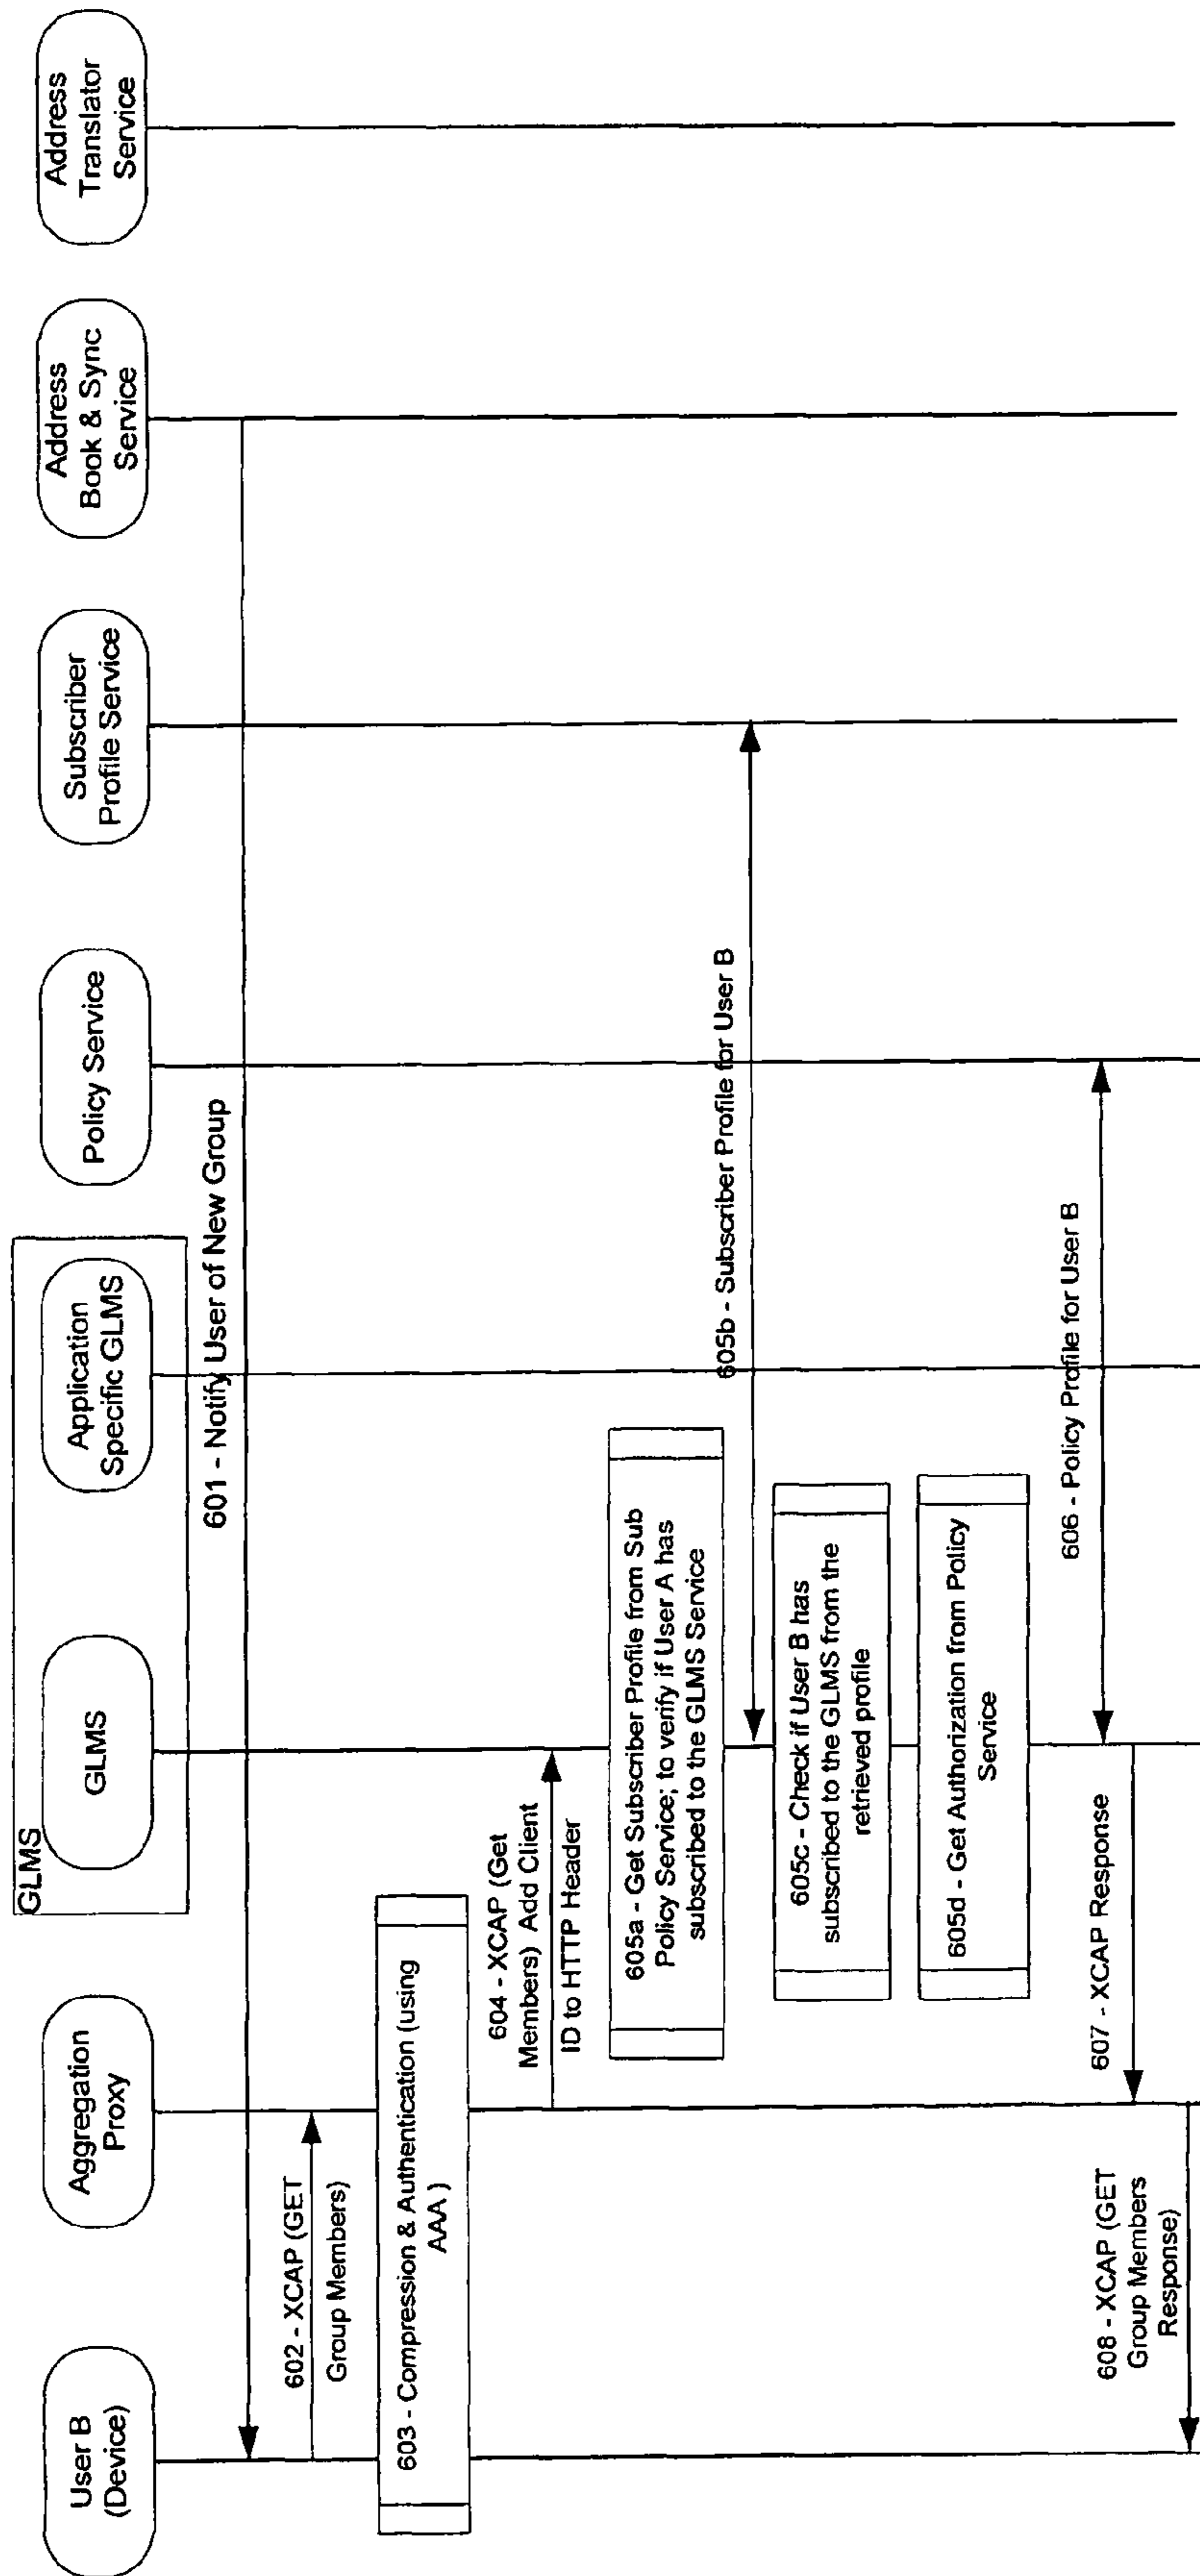 User B
(Device)
Aggregation
Proxy
GLMS
GLMS
Application
Specific GLMS
Policy Service
Subscriber
Profile Service
Address
Book & Sync
Service
Address
Translator
Service
601 - Notify User of New Group
602 - XCAP (GET
Group Members)
603 - Compression & Authentication (using
AAA )
604 - XCAP (Get
Members) Add Client
ID to HTTP Header
605a - Get Subscriber Profile from Sub
Policy Service; to verify if User A has
subscribed to the GLMS Service
605b - Subscriber Profile for User B
605c - Check if User B has
subscribed to the GLMS from the
retrieved profile
605d - Get Authorization from Policy
Service
606 - Policy Profile for User B
607 - XCAP Response
608 - XCAP (GET
Group Members
Response)